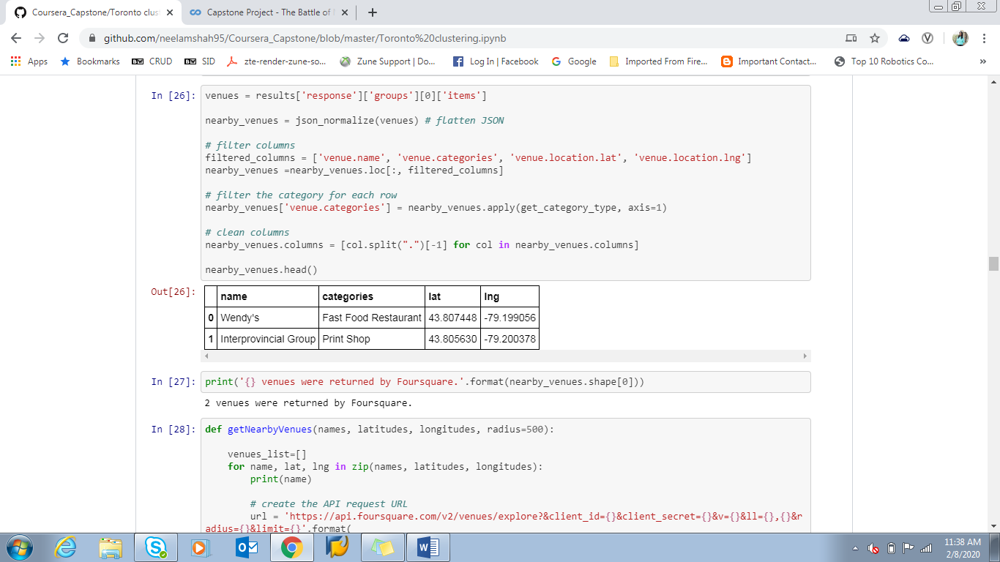 Coursera_Capstone/Toronto clus
Capstone Project - The Battle of
github.com/neelamshah95/Coursera_Capstone/blob/master/Toronto%20clustering.ipynb
Apps
Bookmarks
CRUD
SID
zte-render-zune-so...
Zune Support | Do...
Log In | Facebook
Google
Imported From Fire...
Important Contact...
Top 10 Robotics Co...
»
In [26]:
venues = results['response']['groups'][0]['items']
nearby_venues = json_normalize(venues) # flatten JSON
# filter columns
filtered_columns = ['venue.name', 'venue.categories', 'venue.location.lat', 'venue.location.lng']
nearby_venues =nearby_venues.loc[:, filtered_columns]
# filter the category for each row
nearby_venues['venue.categories'] = nearby_venues.apply(get_category_type, axis=1)
# clean columns
nearby_venues.columns = [col.split(".")[-1] for col in nearby_venues.columns]
nearby_venues.head()
Out[26]:
name categories lat lng
0 Wendy's Fast Food Restaurant 43.807448 -79.199056
1 Interprovincial Group Print Shop 43.805630 -79.200378
In [27]:
print('{} venues were returned by Foursquare.'.format(nearby_venues.shape[0]))
2 venues were returned by Foursquare.
In [28]:
def getNearbyVenues(names, latitudes, longitudes, radius=500):
venues_list=[]
for name, lat, lng in zip(names, latitudes, longitudes):
print(name)
# create the API request URL
url = 'https://api.foursquare.com/v2/venues/explore?&client_id={}&client_secret={}&v={}&ll={},{}&r
adius={}&limit={}'.format(
11:38 AM
2/8/2020